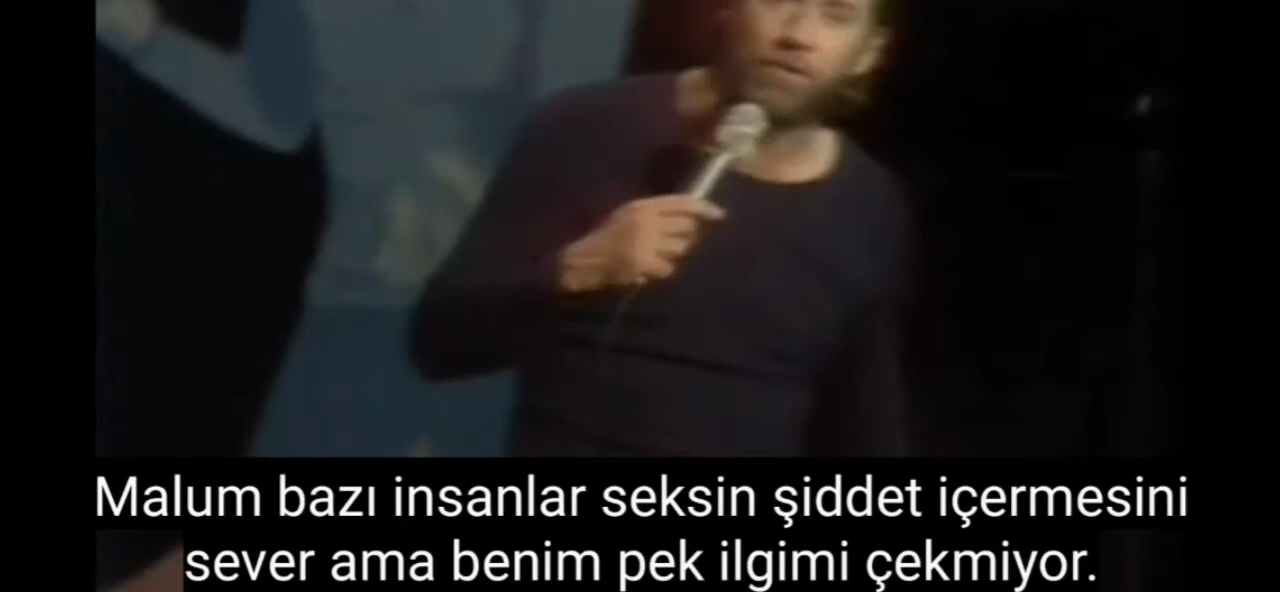 Malum bazı insanlar seksin şiddet içermesini
sever ama benim pek ilgimi çekmiyor.